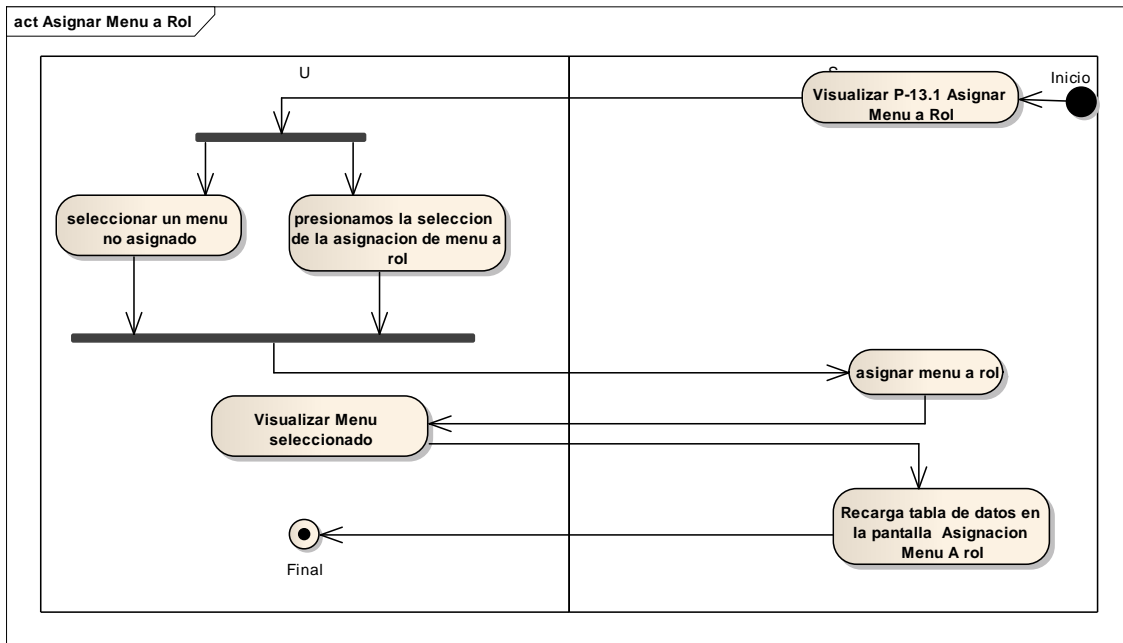 act Asignar Menu a Rol
U
Inicio
Visualizar P-13.1 Asignar
Menu a Rol
seleccionar un menu
no asignado
presionamos la seleccion
de la asignacion de menu a
rol
asignar menu a rol
Visualizar Menu
seleccionado
Recarga tabla de datos en
la pantalla Asignacion
Menu A rol
Final